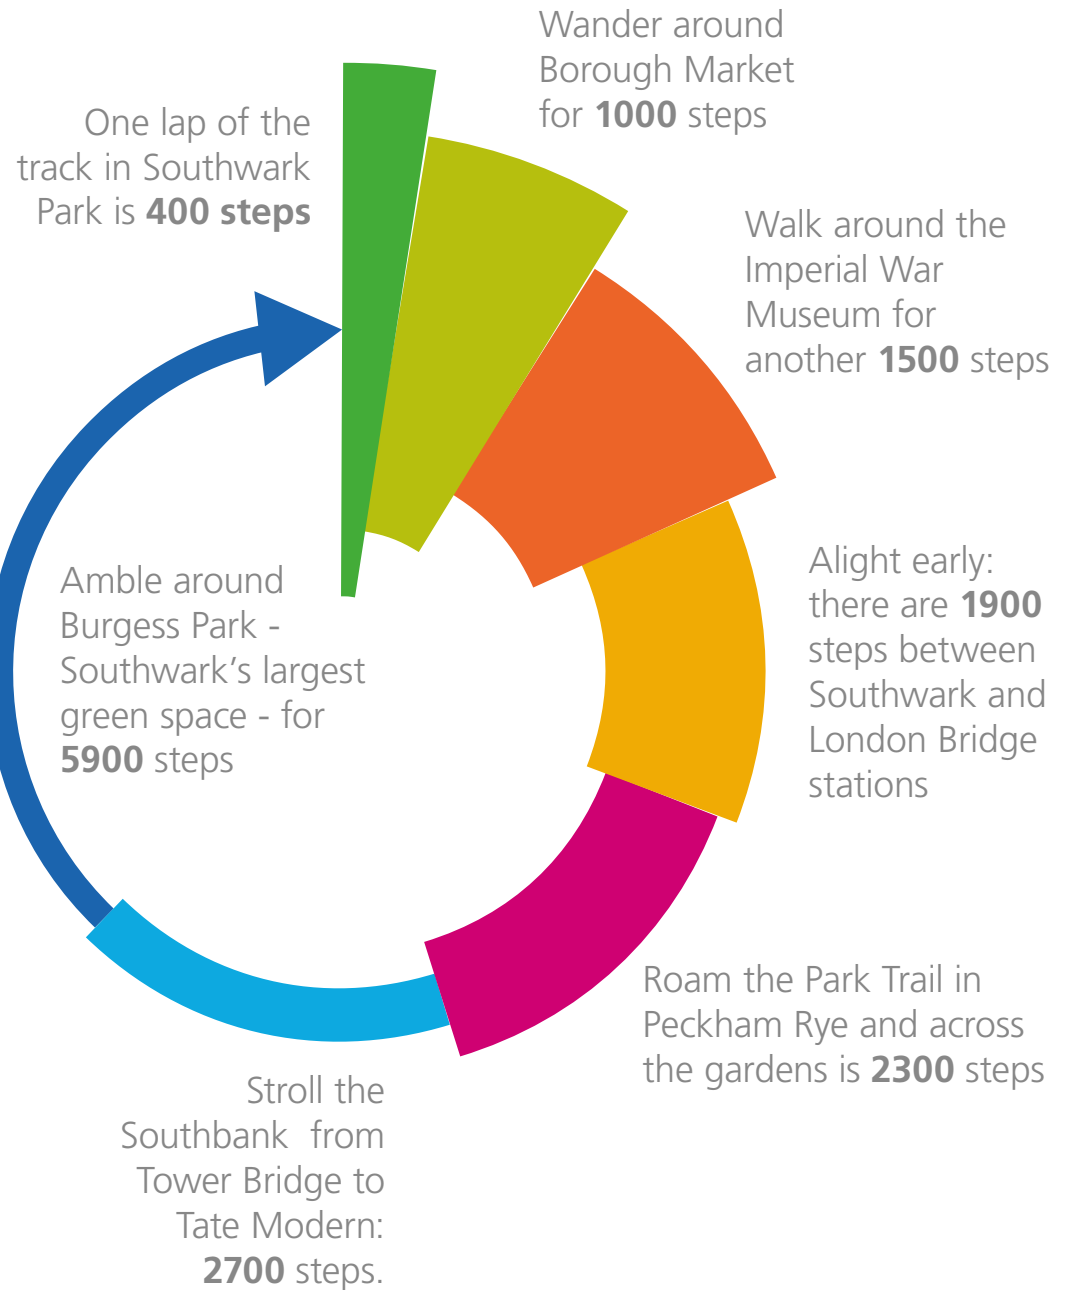 One lap of the
track in Southwark
Park is 400 steps
Wander around
Borough Market
for 1000 steps
Walk around the
Imperial War
Museum for
another 1500 steps
Alight early:
there are 1900
steps between
Southwark and
London Bridge
stations
Roam the Park Trail in
Peckham Rye and across
the gardens is 2300 steps
Stroll the
Southbank from
Tower Bridge to
Tate Modern:
2700 steps.
Amble around
Burgess Park -
Southwark's largest
green space - for
5900 steps